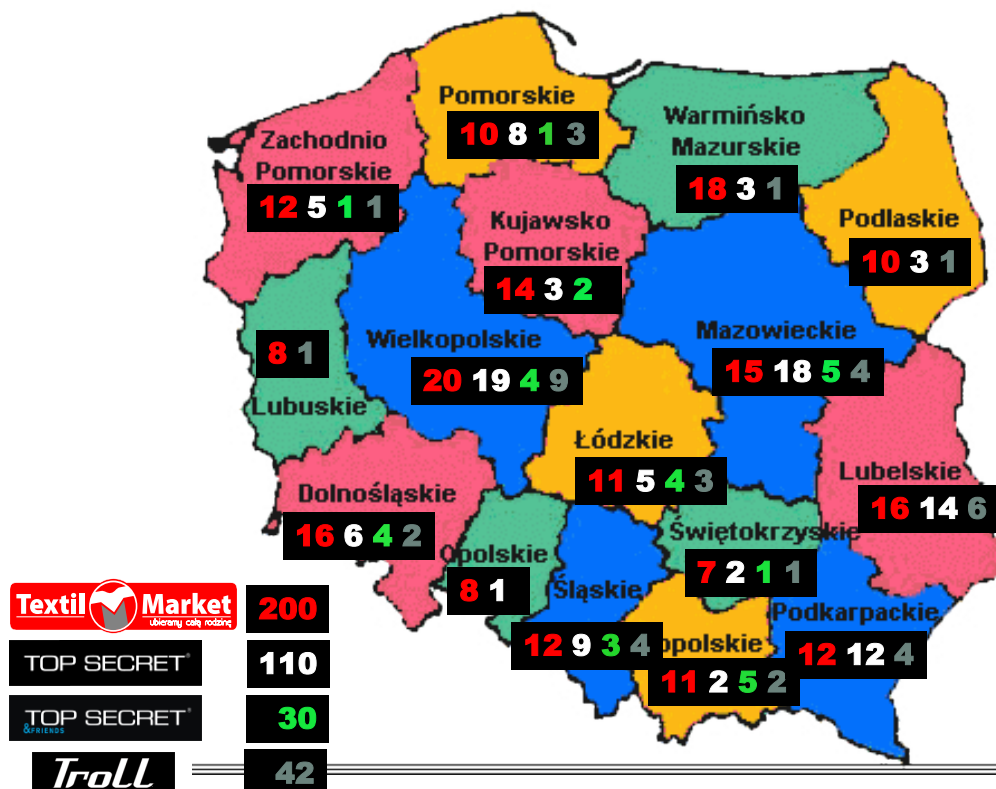 Pomorskie
10 8 1 3
Warmińsko
Mazurskie
18 3 1
Zachodnio
Pomorskie
12 5 1 1
Podlaskie
10 3 1
Kujawsko
Pomorskie
14 3 2
Wielkopolskie
20 19 4 9
Mazowieckie
15 18 5 4
8 1
Lubuskie
Łódzkie
11 5 4 3
Lubelskie
16 14 6
Dolnośląskie
16 6 4 2
Opolskie
8 1
Świętokrzyskie
7 2 1 1
Śląskie
12 9 3 4
opolskie
11 2 5 2
Podkarpackie
12 12 4
Textil Market
ubieramy całą rodzinę
200
TOP SECRET®
110
TOP SECRET®
&FRIENDS
30
TROLL
42